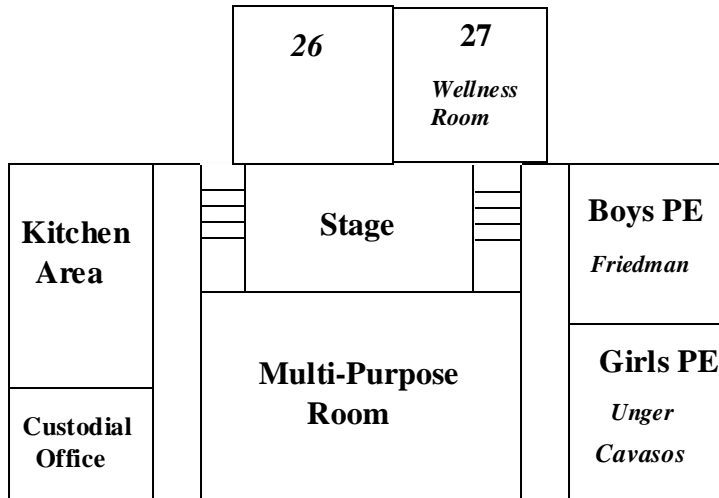 26
27
Wellness
Room
Kitchen
Area
Stage
Boys PE
Friedman
Multi-Purpose
Room
Girls PE
Unger
Cavasos
Custodial
Office